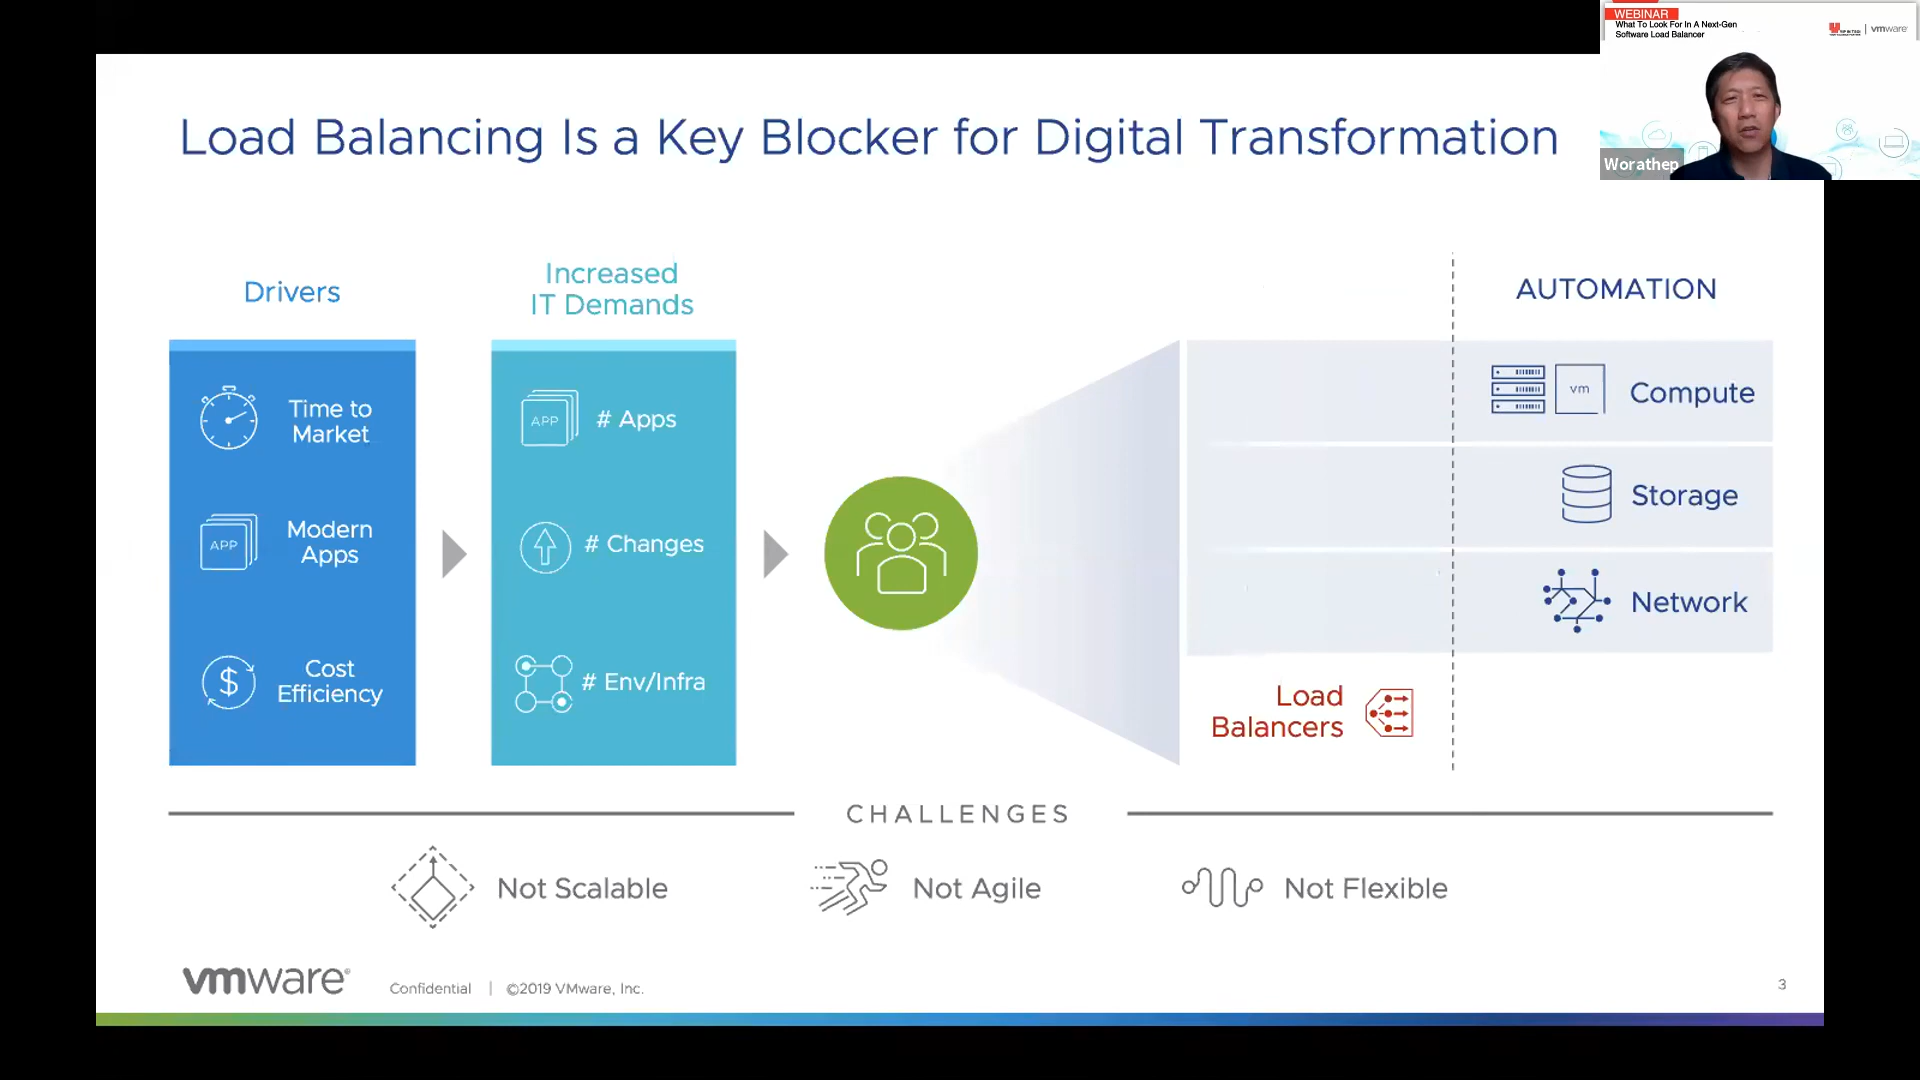 WEBINAR
What To Look For In A Next-Gen
Software Load Balancer
vmware
Worathep
Load Balancing Is a Key Blocker for Digital Transformation
Drivers
Time to
Market
APP
Modern
Apps
$
Cost
Efficiency
Increased
IT Demands
APP
# Apps
# Changes
# Env/Infra
AUTOMATION
vm
Compute
Storage
Network
Load
Balancers
CHALLENGES
Not Scalable
Not Agile
Not Flexible
vmware®
Confidential | ©2019 VMware, Inc.
3